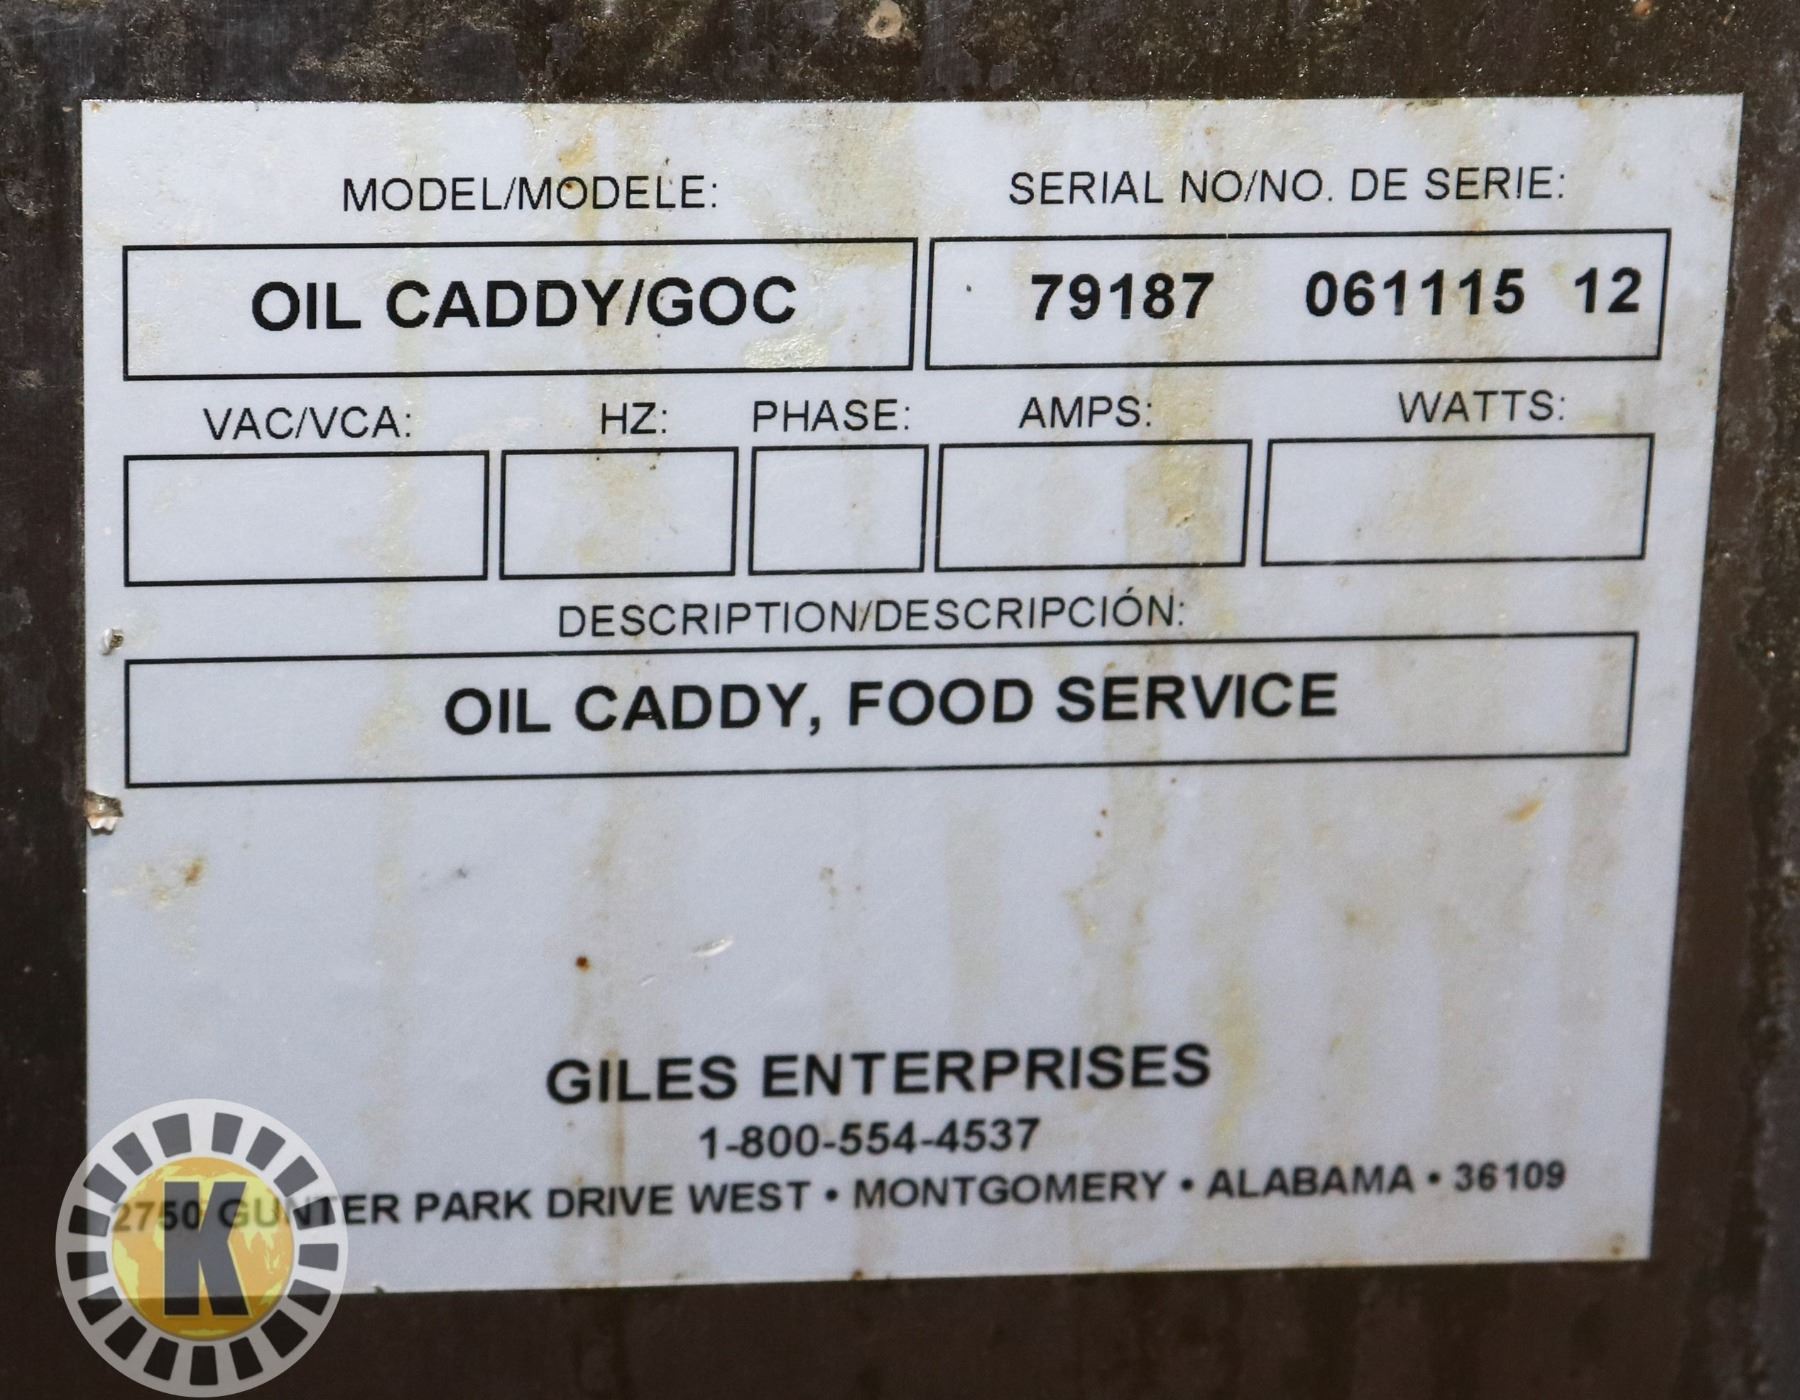 MODEL/MODELE: SERIAL NO/NO. DE SERIE:
OIL CADDY/GOC 79187 061115 12
VAC/VCA: HZ: PHASE: AMPS: WATTS:
DESCRIPTION/DESCRIPCIÓN:
OIL CADDY, FOOD SERVICE
GILES ENTERPRISES
1-800-554-4537
2750 GUNTER PARK DRIVE WEST • MONTGOMERY • ALABAMA • 36109
K